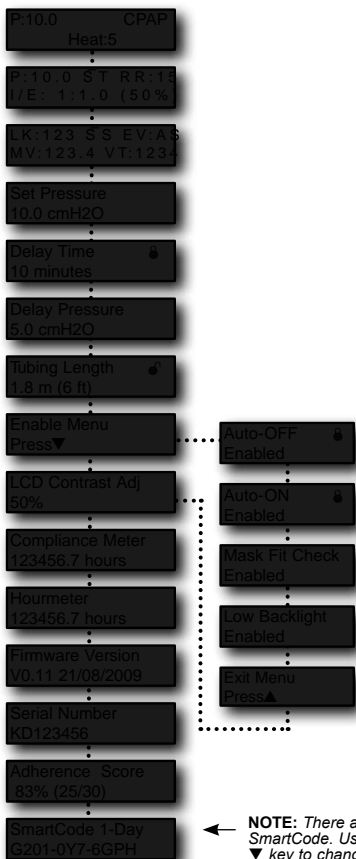 P:10.0 CPAP
Heat:5
P:10.0 ST RR:15
I/E: 1:1.0 (50%
LK:123 SS EV:AS
MV:123.4 VT:1234
Set Pressure
10.0 cmH2O
Delay Time
10 minutes
Delay Pressure
5.0 cmH2O
Tubing Length
1.8 m (6 ft)
Enable Menu
Press▼
LCD Contrast Adj
50%
Compliance Meter
123456.7 hours
Hourmeter
123456.7 hours
Firmware Version
V0.11 21/08/2009
Serial Number
KD123456
Adherence Score
83% (25/30)
SmartCode 1-Day
G201-0Y7-6GPH
Auto-OFF
Enabled
Auto-ON
Enabled
Mask Fit Check
Enabled
Low Backlight
Enabled
Exit Menu
Press▲
NOTE: There a
SmartCode. Us
▼ key to chang